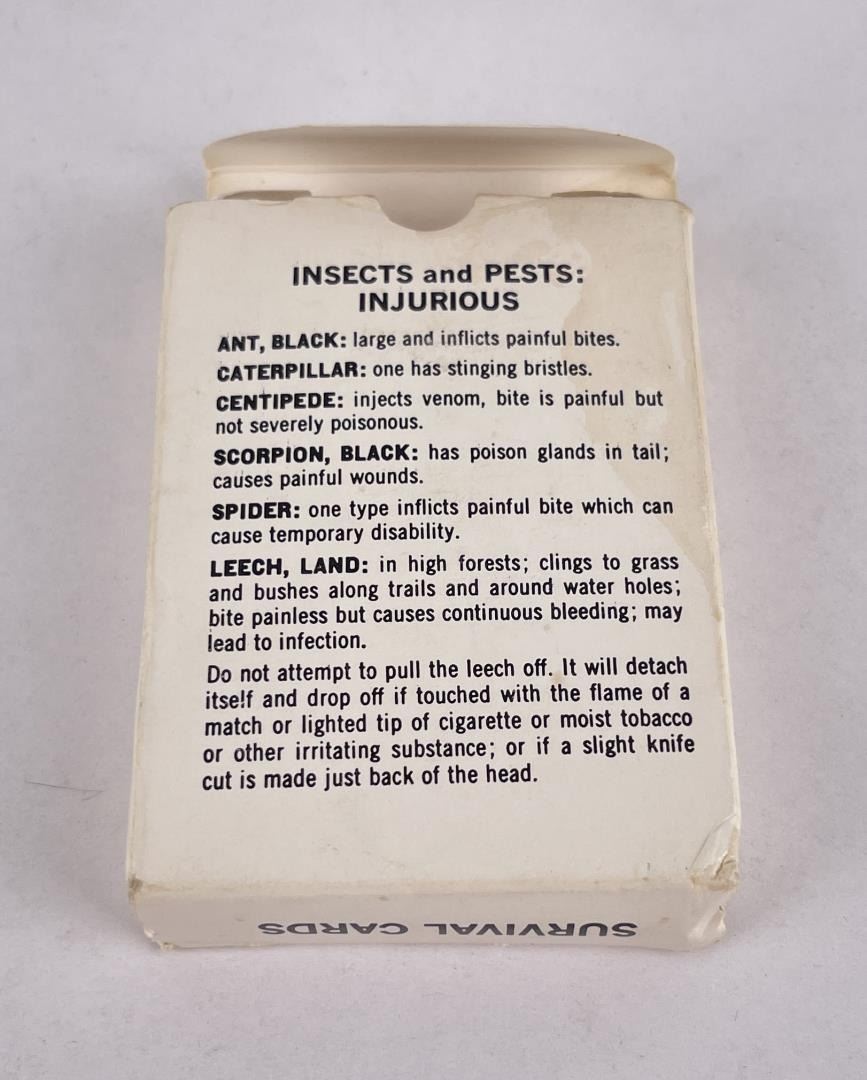 INSECTS and PESTS:
INJURIOUS
ANT, BLACK: large and inflicts painful bites.
CATERPILLAR: one has stinging bristles.
CENTIPEDE: injects venom, bite is painful but
not severely poisonous.
SCORPION, BLACK: has poison glands in tail;
causes painful wounds.
SPIDER: one type inflicts painful bite which can
cause temporary disability.
LEECH, LAND: in high forests; clings to grass
and bushes along trails and around water holes;
bite painless but causes continuous bleeding; may
lead to infection.
Do not attempt to pull the leech off. It will detach
itself and drop off if touched with the flame of a
match or lighted tip of cigarette or moist tobacco
or other irritating substance; or if a slight knife
cut is made just back of the head.
SURVIVAL CARDS